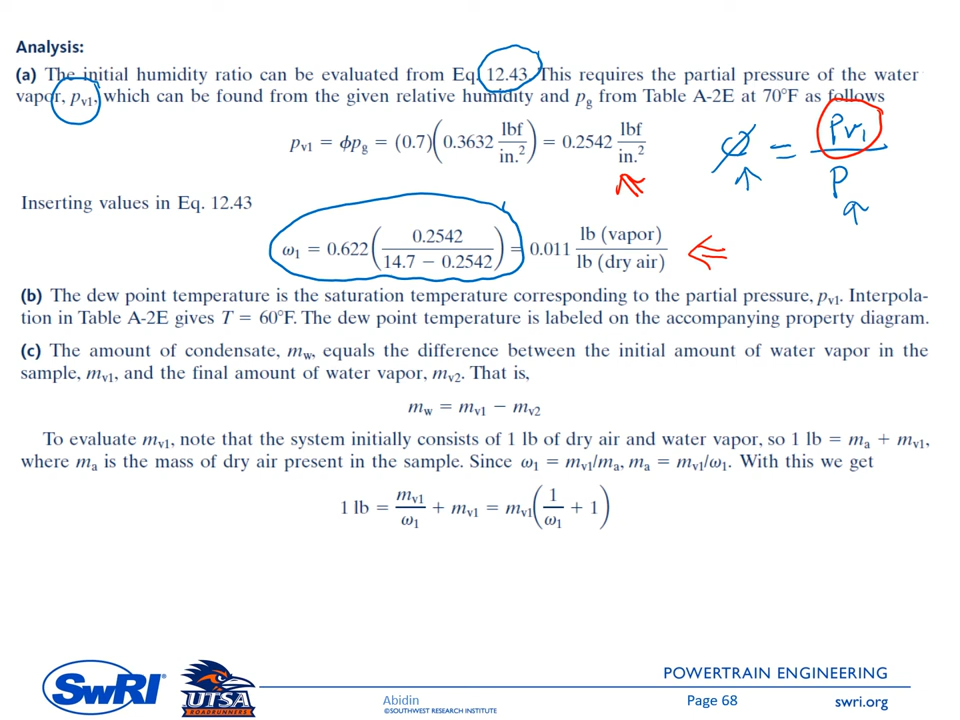 Analysis:
(a) The initial humidity ratio can be evaluated from Eq. 12.43. This requires the partial pressure of the water
vapor, pv1, which can be found from the given relative humidity and pg from Table A-2E at 70°F as follows
pv1 = ϕpg = (0.7)(0.3632 lbf/in.²) = 0.2542 lbf/in.²
ϕ = pv1/p
Inserting values in Eq. 12.43
ω1 = 0.622 (0.2542/(14.7 − 0.2542)) = 0.011 lb (vapor)/lb (dry air)
(b) The dew point temperature is the saturation temperature corresponding to the partial pressure, pv1. Interpola-
tion in Table A-2E gives T = 60°F. The dew point temperature is labeled on the accompanying property diagram.
(c) The amount of condensate, mw, equals the difference between the initial amount of water vapor in the
sample, mv1, and the final amount of water vapor, mv2. That is,
mw = mv1 − mv2
To evaluate mv1, note that the system initially consists of 1 lb of dry air and water vapor, so 1 lb = ma + mv1,
where ma is the mass of dry air present in the sample. Since ω1 = mv1/ma, ma = mv1/ω1. With this we get
1 lb = mv1/ω1 + mv1 = mv1(1/ω1 + 1)
SwRI
UTSA
ROADRUNNERS
POWERTRAIN ENGINEERING
Abidin
©SOUTHWEST RESEARCH INSTITUTE
Page 68
swri.org